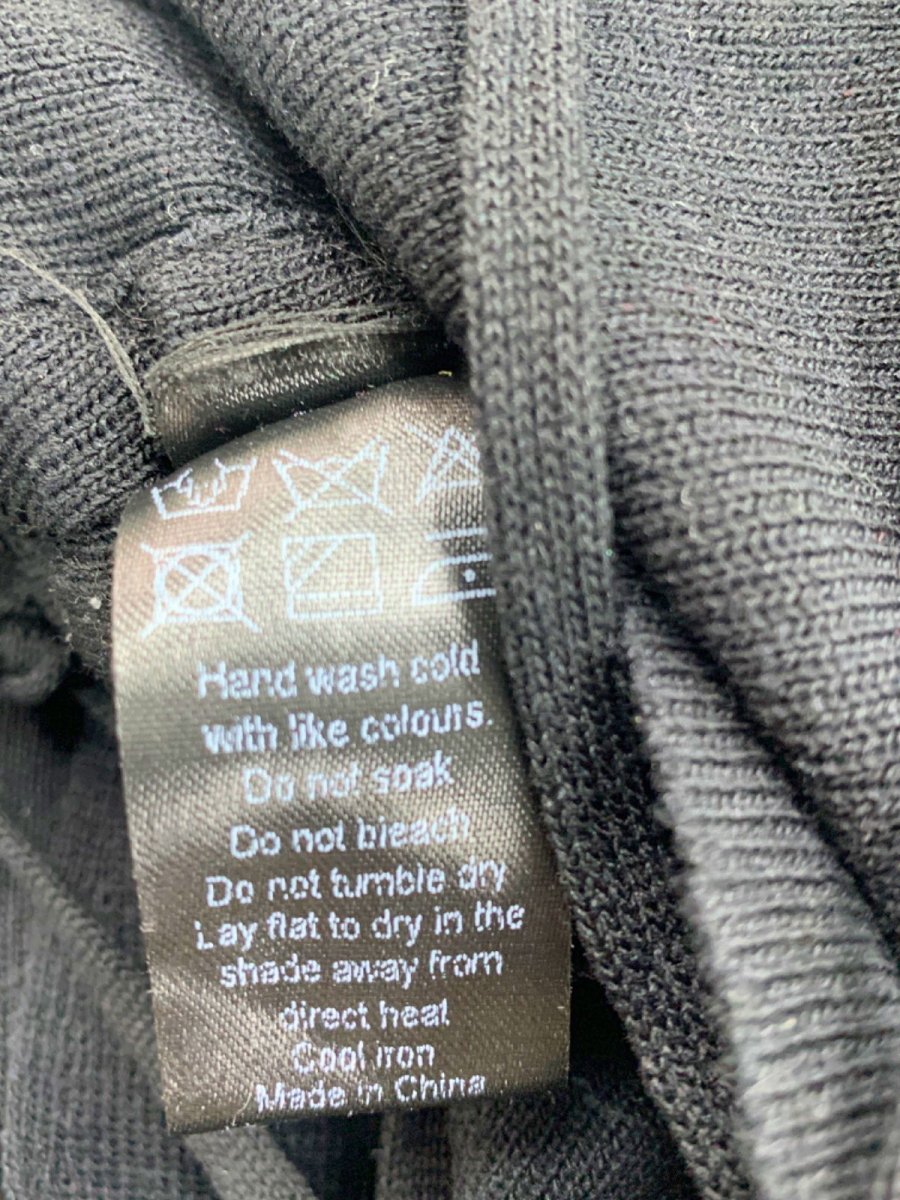 Hand wash cold
with like colours.
Do not soak
Do not bleach
Do not tumble dry
Lay flat to dry in the
shade away from
direct heat
Cool iron
Made in China